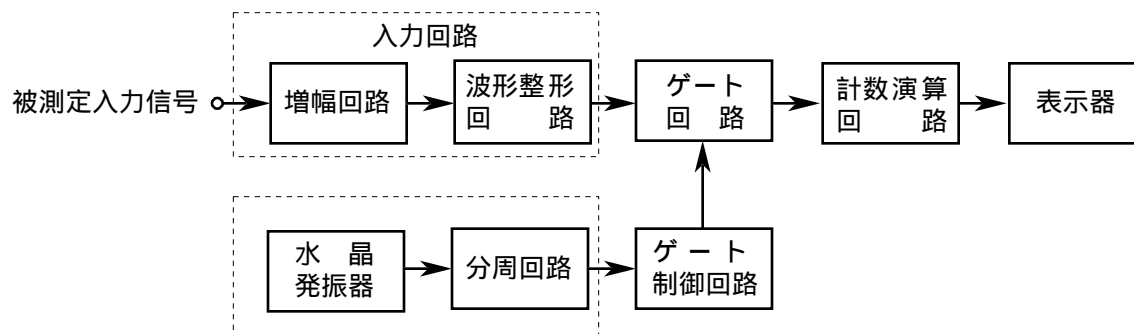 入力回路
被測定入力信号
増幅回路
波形整形
回路
ゲート
回路
計数演算
回路
表示器
水晶
発振器
分周回路
ゲート
制御回路